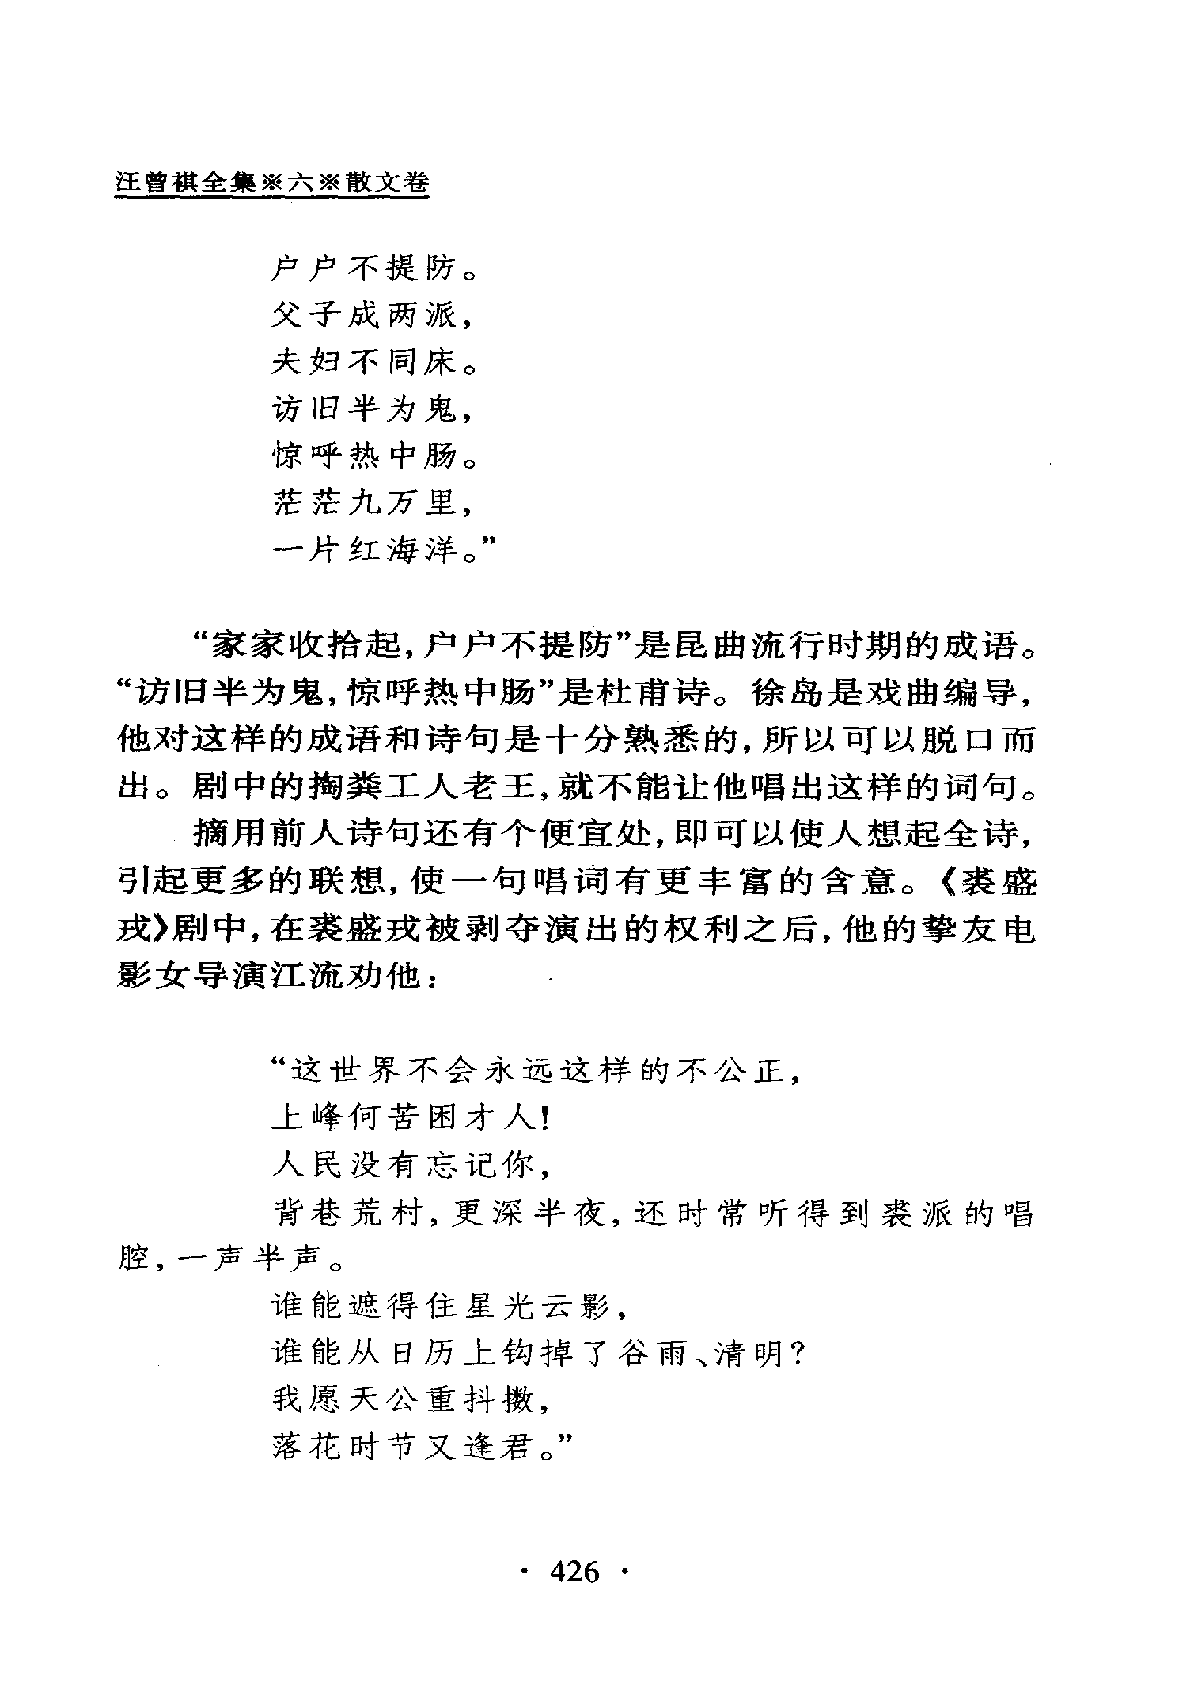 汪曾祺全集※六※散文卷
户户不提防。
父子成两派，
夫妇不同床。
访旧半为鬼，
惊呼热中肠。
茫茫九万里，
一片红海洋。”
“家家收拾起，户户不提防”是昆曲流行时期的成语。
“访旧半为鬼，惊呼热中肠”是杜甫诗。徐岛是戏曲编导，
他对这样的成语和诗句是十分熟悉的，所以可以脱口而
出。剧中的掏粪工人老王，就不能让他唱出这样的词句。
摘用前人诗句还有个便宜处，即可以使人想起全诗，
引起更多的联想，使一句唱词有更丰富的含意。《裘盛
戎》剧中，在裘盛戎被剥夺演出的权利之后，他的挚友电
影女导演江流劝他：
“这世界不会永远这样的不公正，
上峰何苦困才人！
人民没有忘记你，
背巷荒村，更深半夜，还时常听得到裘派的唱
腔，一声半声。
谁能遮得住星光云影，
谁能从日历上钩掉了谷雨、清明？
我愿天公重抖擞，
落花时节又逢君。”
· 426 ·